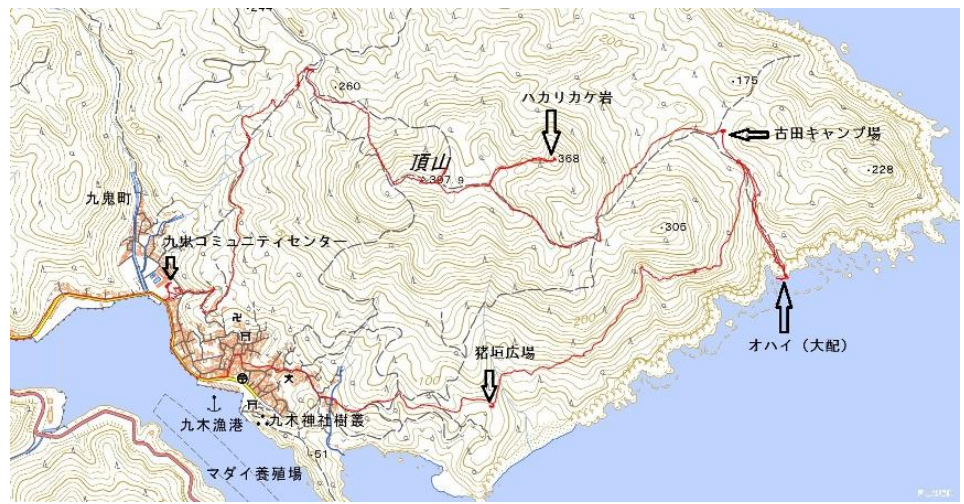 244
260
200
175
ハカリカケ岩
古田キャンプ場
368
頂山
397.9
228
九鬼町
305
九鬼コミュニティセンター
200
オハイ（大配）
猪垣広場
100
九木漁港
九木神社樹叢
51
マダイ養殖場